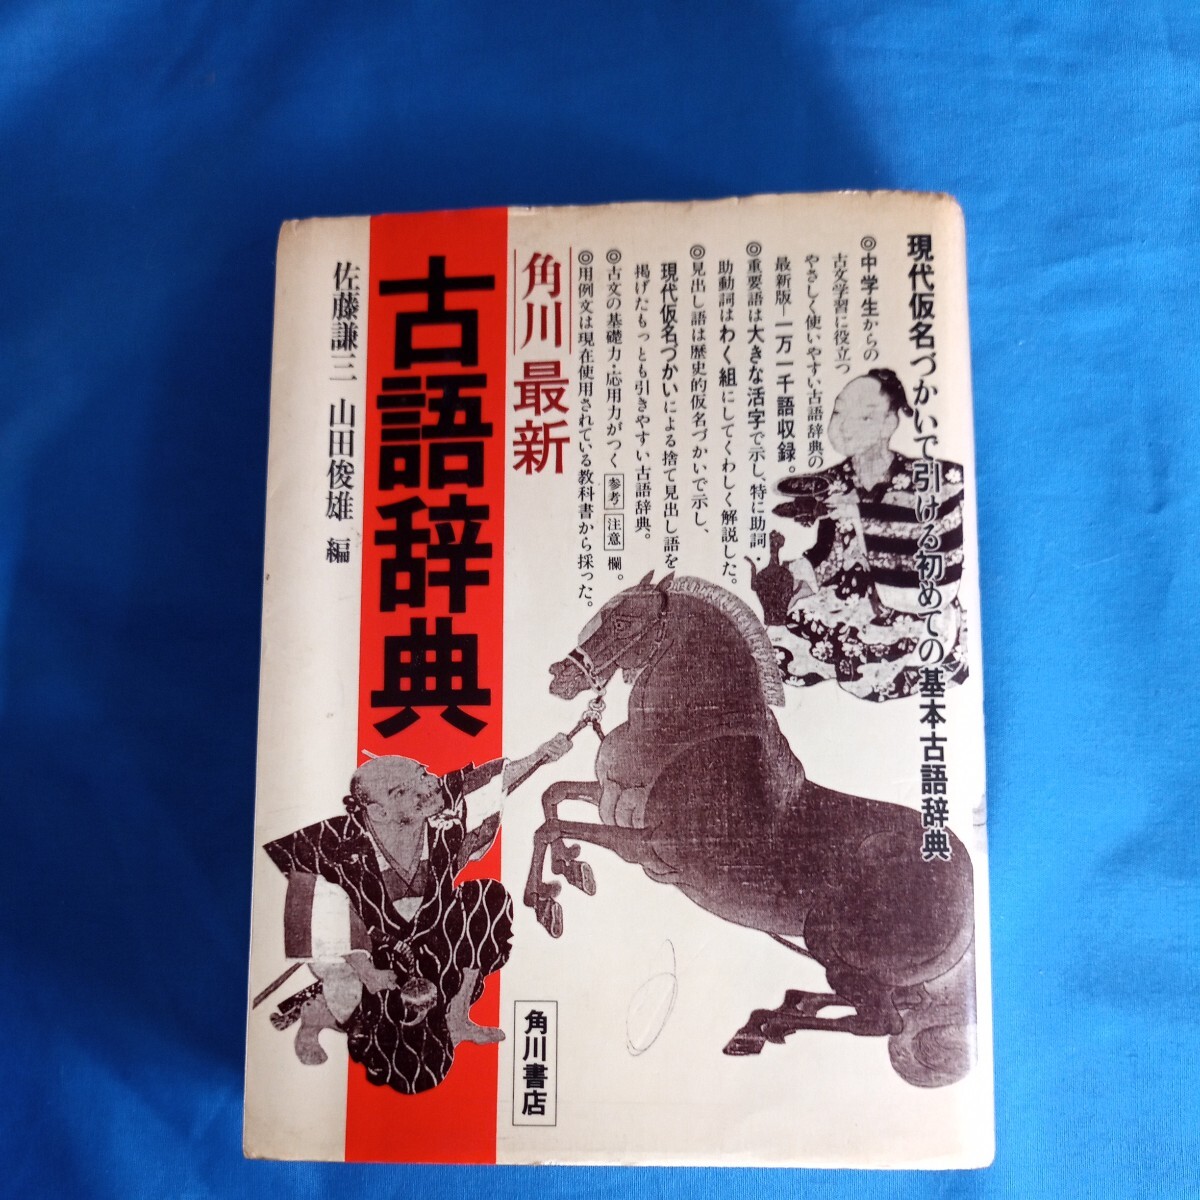 現代仮名づかいで引ける初めての基本古語辞典
◎中学生からの
古文学習に役立つ
やさしく使いやすい古語辞典の
最新版―一万一千語収録。
◎重要語は大きな活字で示し、特に助詞・
助動詞はわく組にしてくわしく解説した。
◎見出し語は歴史的仮名づかいで示し、
現代仮名づかいによる捨て見出し語を
掲げたもっとも引きやすい古語辞典。
◎古文の基礎力・応用力がつく 参考 注意 欄。
◎用例文は現在使用されている教科書から採った。
角川 最新
古語辞典
佐藤謙三 山田俊雄 編
角川書店